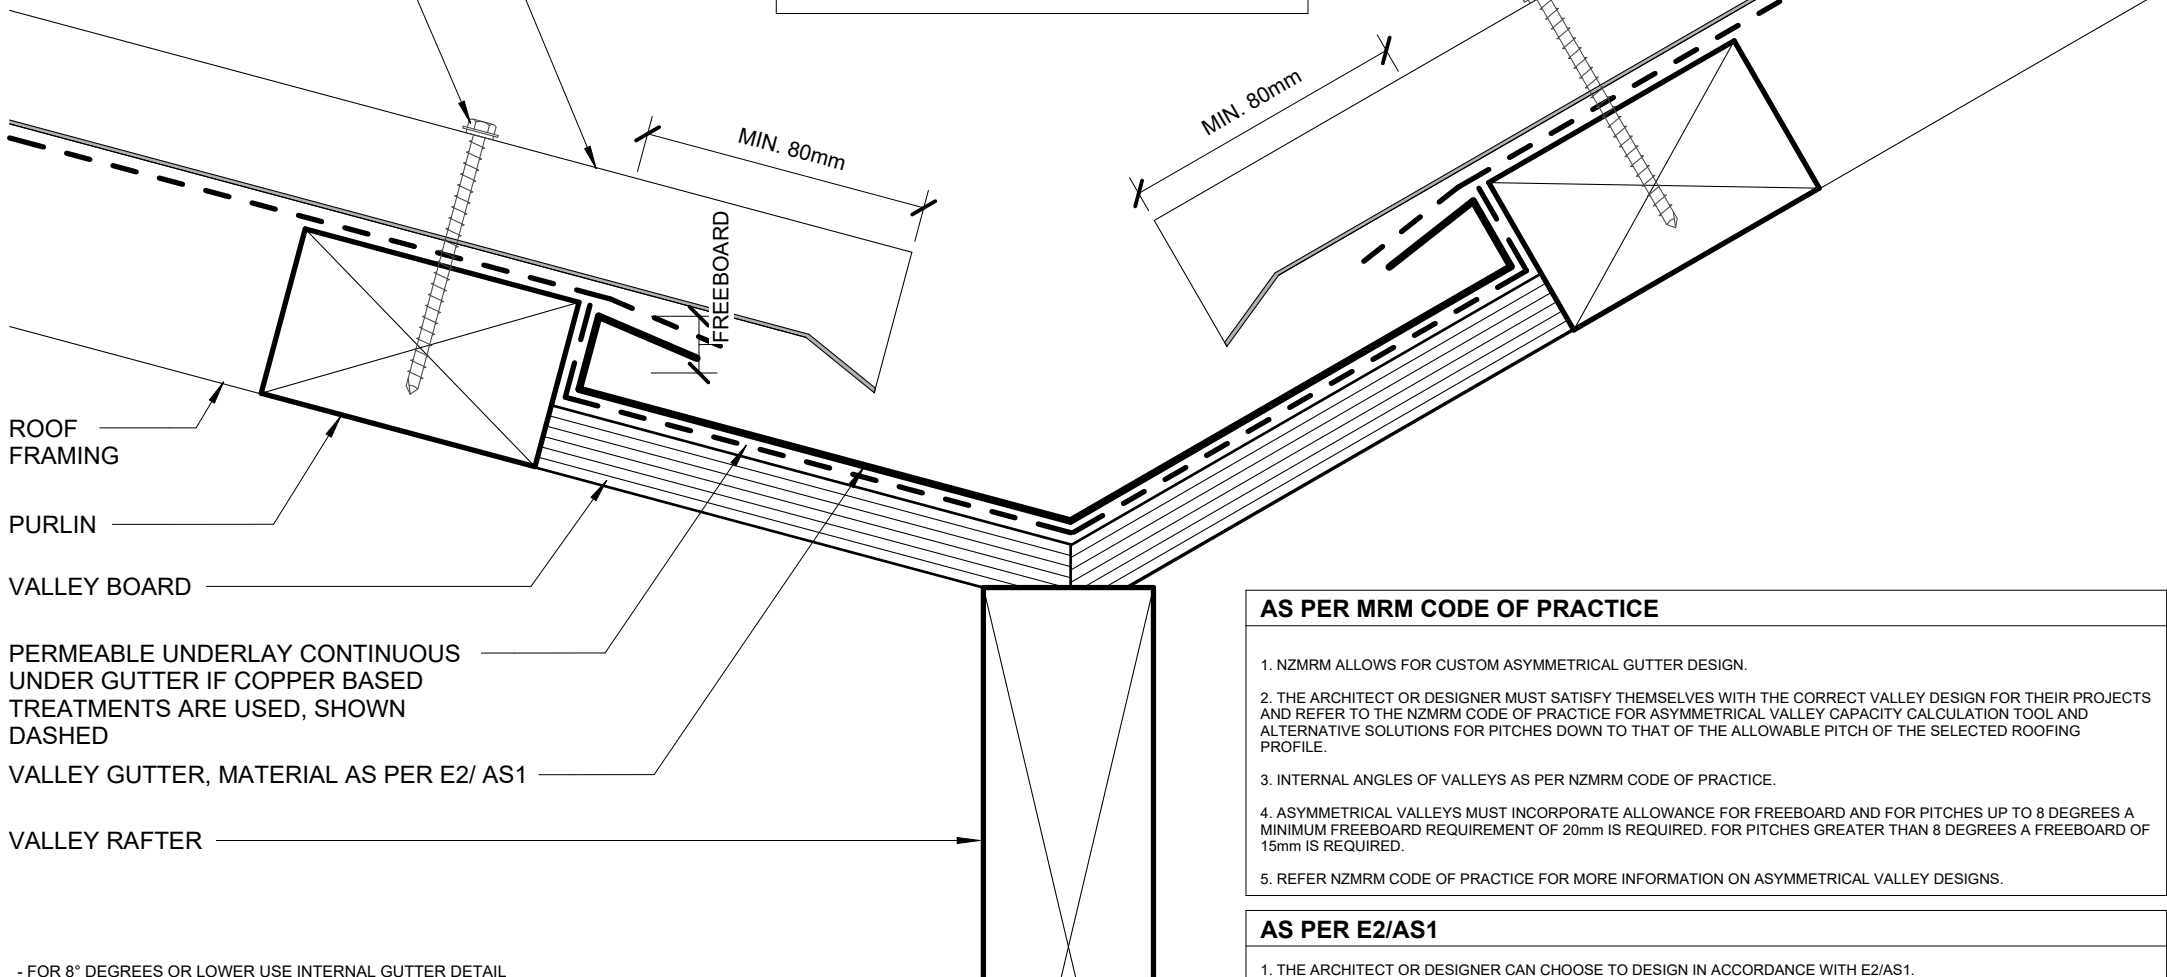 MIN. 80mm
MIN. 80mm
FREEBOARD
ROOF
FRAMING
PURLIN
VALLEY BOARD
PERMEABLE UNDERLAY CONTINUOUS
UNDER GUTTER IF COPPER BASED
TREATMENTS ARE USED, SHOWN
DASHED
VALLEY GUTTER, MATERIAL AS PER E2/ AS1
VALLEY RAFTER
- FOR 8° DEGREES OR LOWER USE INTERNAL GUTTER DETAIL
AS PER MRM CODE OF PRACTICE
1. NZMRM ALLOWS FOR CUSTOM ASYMMETRICAL GUTTER DESIGN.
2. THE ARCHITECT OR DESIGNER MUST SATISFY THEMSELVES WITH THE CORRECT VALLEY DESIGN FOR THEIR PROJECTS
AND REFER TO THE NZMRM CODE OF PRACTICE FOR ASYMMETRICAL VALLEY CAPACITY CALCULATION TOOL AND
ALTERNATIVE SOLUTIONS FOR PITCHES DOWN TO THAT OF THE ALLOWABLE PITCH OF THE SELECTED ROOFING
PROFILE.
3. INTERNAL ANGLES OF VALLEYS AS PER NZMRM CODE OF PRACTICE.
4. ASYMMETRICAL VALLEYS MUST INCORPORATE ALLOWANCE FOR FREEBOARD AND FOR PITCHES UP TO 8 DEGREES A
MINIMUM FREEBOARD REQUIREMENT OF 20mm IS REQUIRED. FOR PITCHES GREATER THAN 8 DEGREES A FREEBOARD OF
15mm IS REQUIRED.
5. REFER NZMRM CODE OF PRACTICE FOR MORE INFORMATION ON ASYMMETRICAL VALLEY DESIGNS.
AS PER E2/AS1
1. THE ARCHITECT OR DESIGNER CAN CHOOSE TO DESIGN IN ACCORDANCE WITH E2/AS1.